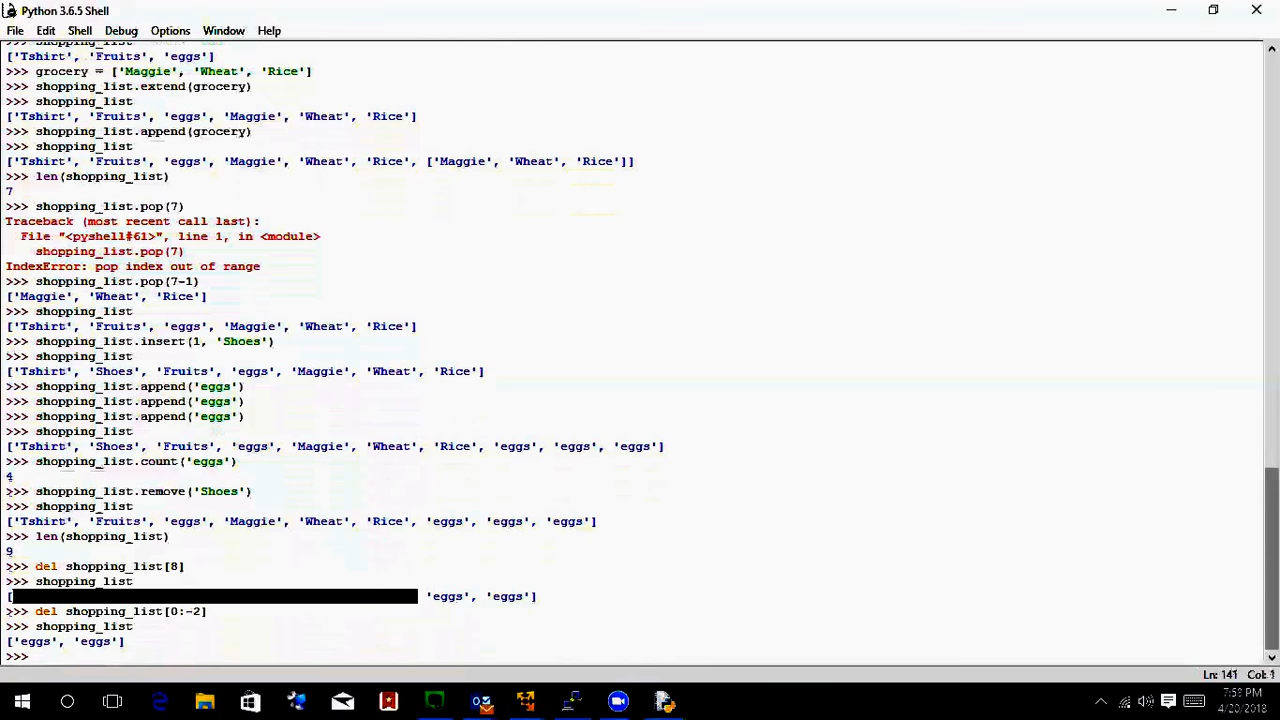 Python 3.6.5 Shell
File Edit Shell Debug Options Window Help
['Tshirt', 'Fruits', 'eggs']
>>> grocery = ['Maggie', 'Wheat', 'Rice']
>>> shopping_list.extend(grocery)
>>> shopping_list
['Tshirt', 'Fruits', 'eggs', 'Maggie', 'Wheat', 'Rice']
>>> shopping_list.append(grocery)
>>> shopping_list
['Tshirt', 'Fruits', 'eggs', 'Maggie', 'Wheat', 'Rice', ['Maggie', 'Wheat', 'Rice']]
>>> len(shopping_list)
7
>>> shopping_list.pop(7)
Traceback (most recent call last):
  File "<pyshell#61>", line 1, in <module>
    shopping_list.pop(7)
IndexError: pop index out of range
>>> shopping_list.pop(7-1)
['Maggie', 'Wheat', 'Rice']
>>> shopping_list
['Tshirt', 'Fruits', 'eggs', 'Maggie', 'Wheat', 'Rice']
>>> shopping_list.insert(1, 'Shoes')
>>> shopping_list
['Tshirt', 'Shoes', 'Fruits', 'eggs', 'Maggie', 'Wheat', 'Rice']
>>> shopping_list.append('eggs')
>>> shopping_list.append('eggs')
>>> shopping_list.append('eggs')
>>> shopping_list
['Tshirt', 'Shoes', 'Fruits', 'eggs', 'Maggie', 'Wheat', 'Rice', 'eggs', 'eggs', 'eggs']
>>> shopping_list.count('eggs')
4
>>> shopping_list.remove('Shoes')
>>> shopping_list
['Tshirt', 'Fruits', 'eggs', 'Maggie', 'Wheat', 'Rice', 'eggs', 'eggs', 'eggs']
>>> len(shopping_list)
9
>>> del shopping_list[8]
>>> shopping_list
[ 'eggs', 'eggs']
>>> del shopping_list[0:-2]
>>> shopping_list
['eggs', 'eggs']
>>>
Ln: 141 Col: 1
4/20/2018